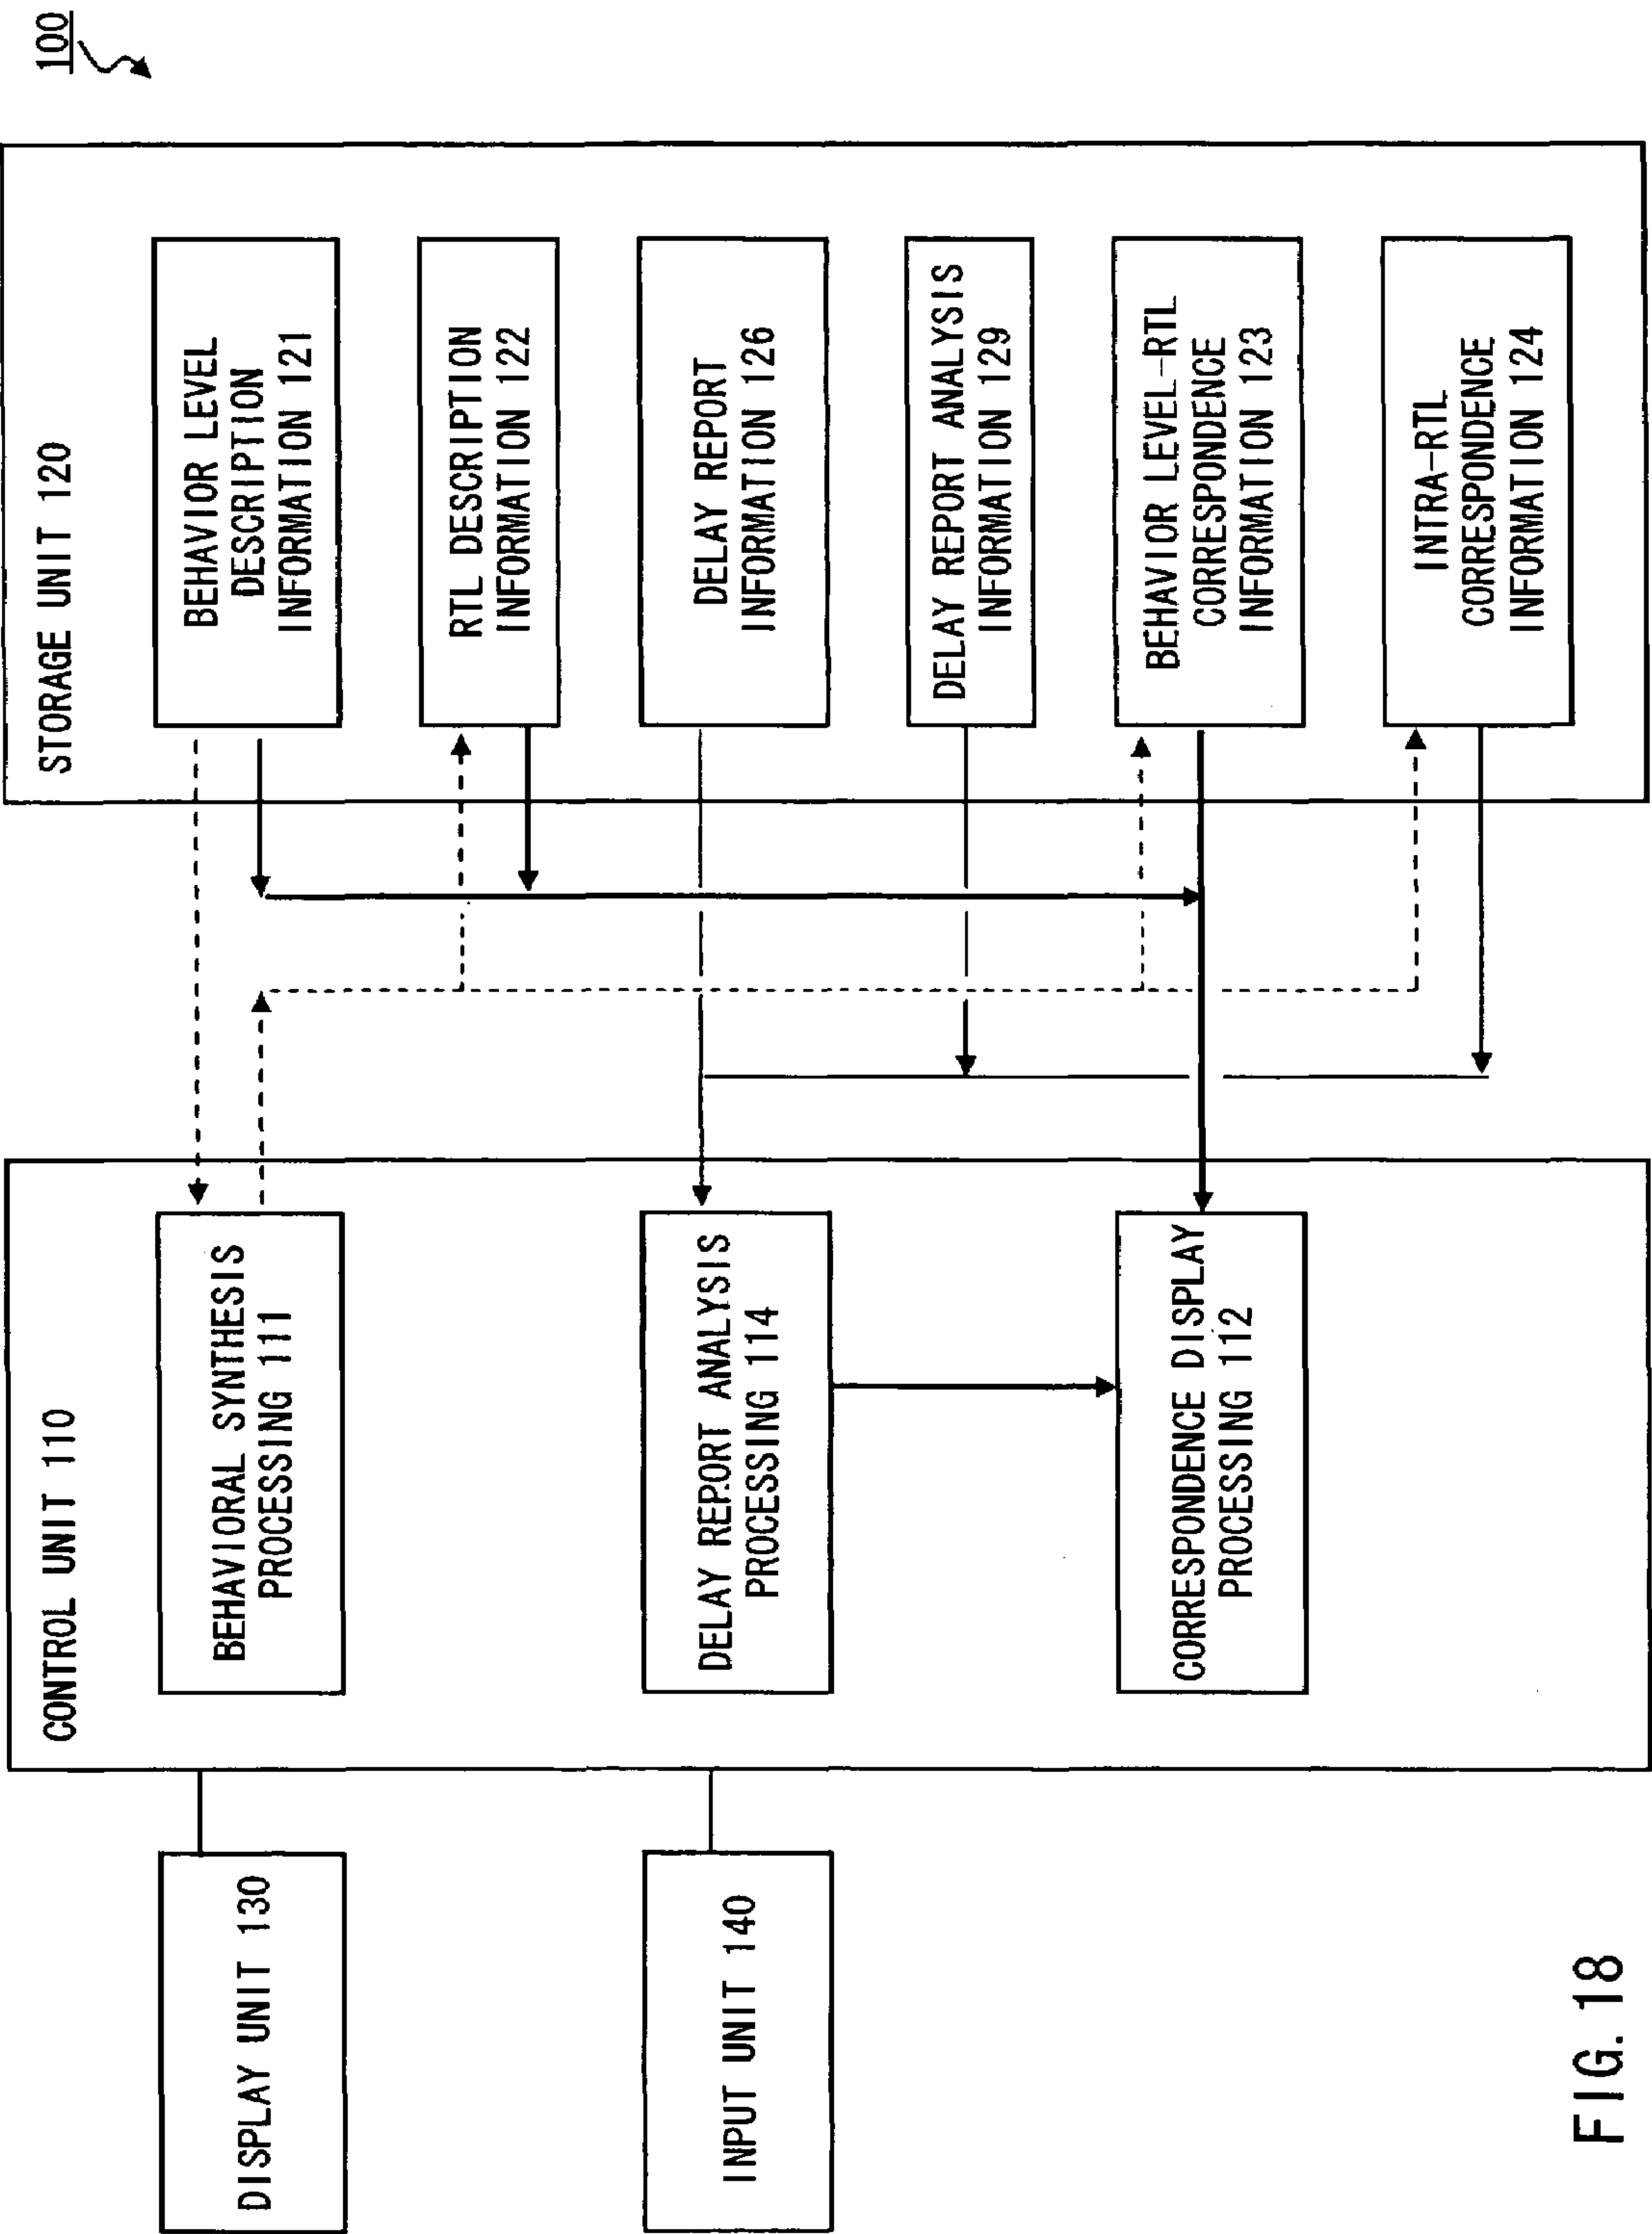 100
STORAGE UNIT 120
BEHAVIOR LEVEL
DESCRIPTION
INFORMATION 121
RTL DESCRIPTION
INFORMATION 122
DELAY REPORT
INFORMATION 126
DELAY REPORT ANALYSIS
INFORMATION 129
BEHAVIOR LEVEL-RTL
CORRESPONDENCE
INFORMATION 123
INTRA-RTL
CORRESPONDENCE
INFORMATION 124
CONTROL UNIT 110
BEHAVIORAL SYNTHESIS
PROCESSING 111
DELAY REPORT ANALYSIS
PROCESSING 114
CORRESPONDENCE DISPLAY
PROCESSING 112
DISPLAY UNIT 130
INPUT UNIT 140
FIG. 18